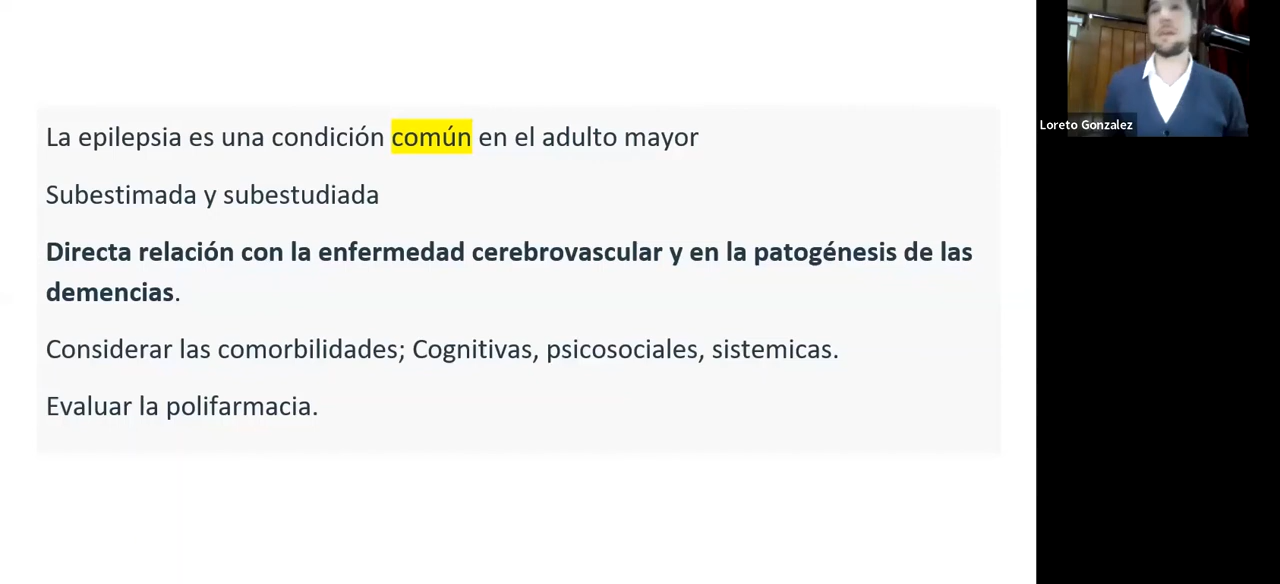 La epilepsia es una condición común en el adulto mayor
Subestimada y subestudiada
Directa relación con la enfermedad cerebrovascular y en la patogénesis de las
demencias.
Considerar las comorbilidades; Cognitivas, psicosociales, sistemicas.
Evaluar la polifarmacia.
Loreto Gonzalez